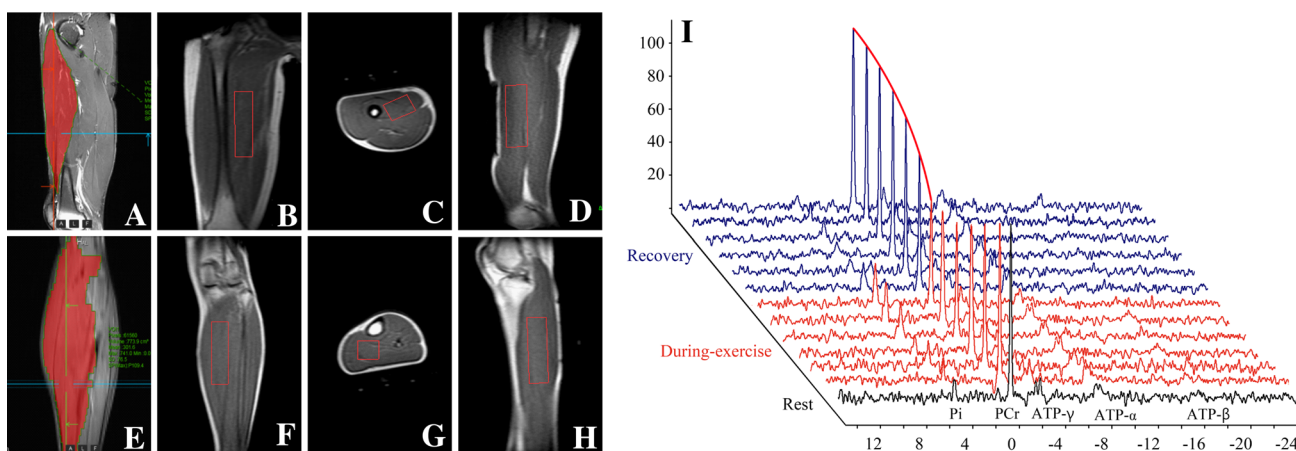 A
B
C
D
E
F
G
H
I
100
80
60
40
20
0
Recovery
During-exercise
Rest
Pi
PCr
ATP-γ
ATP-α
ATP-β
12
8
4
0
-4
-8
-12
-16
-20
-24